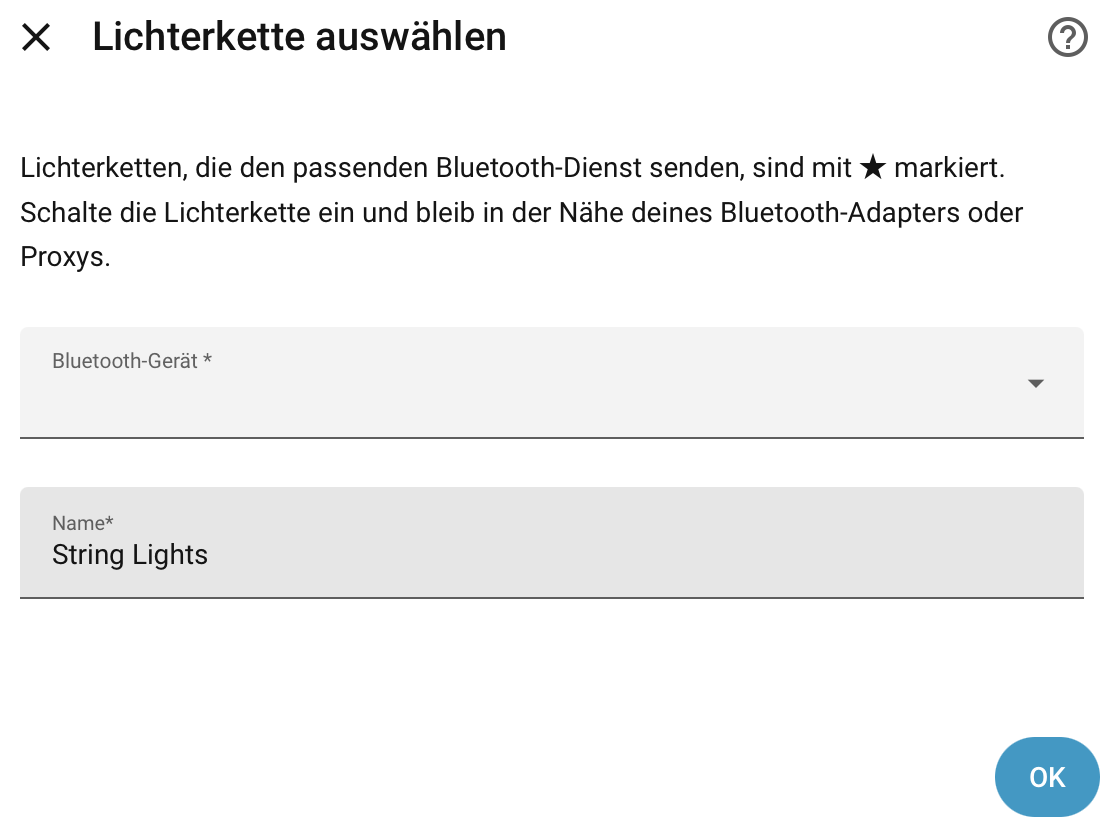 Lichterkette auswählen
Lichterketten, die den passenden Bluetooth-Dienst senden, sind mit ★ markiert.
Schalte die Lichterkette ein und bleib in der Nähe deines Bluetooth-Adapters oder
Proxys.
Bluetooth-Gerät *
Name*
String Lights
OK